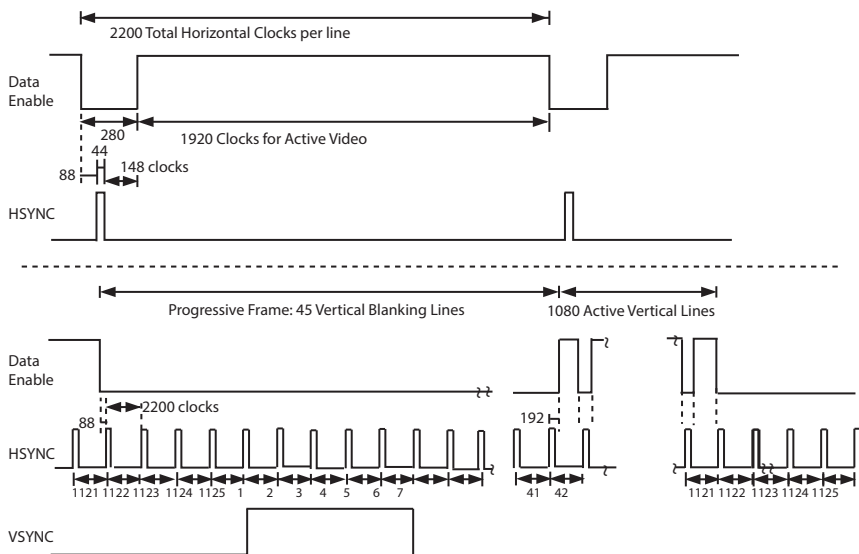 2200 Total Horizontal Clocks per line
Data
Enable
280
1920 Clocks for Active Video
44
148 clocks
88
HSYNC
Progressive Frame: 45 Vertical Blanking Lines
1080 Active Vertical Lines
Data
Enable
2200 clocks
88
192
HSYNC
1121 1122 1123 1124 1125 1 2 3 4 5 6 7 41 42 1121 1122 1123 1124 1125
VSYNC